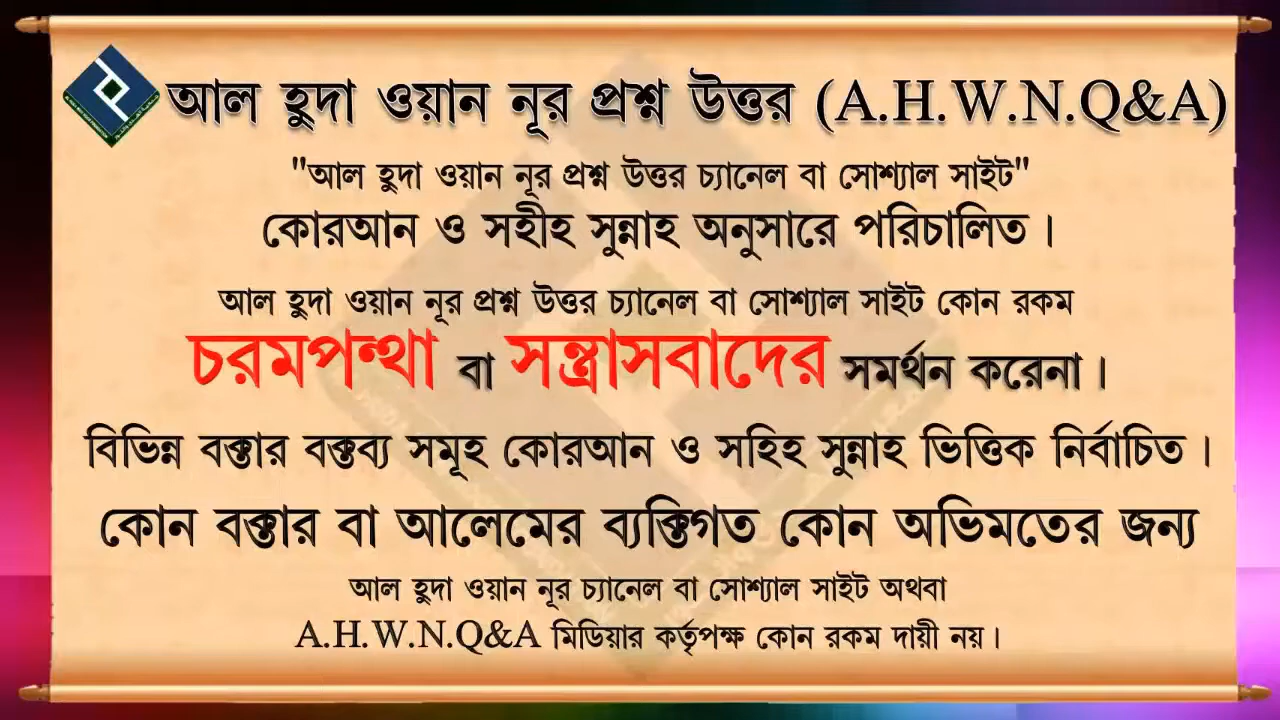 আল হুদা ওয়ান নূর প্রশ্ন উত্তর (A.H.W.N.Q&A)
"আল হুদা ওয়ান নূর প্রশ্ন উত্তর চ্যানেল বা সোশ্যাল সাইট"
কোরআন ও সহীহ সুন্নাহ অনুসারে পরিচালিত ।
আল হুদা ওয়ান নূর প্রশ্ন উত্তর চ্যানেল বা সোশ্যাল সাইট কোন রকম
চরমপন্থা বা সন্ত্রাসবাদের সমর্থন করেনা ।
বিভিন্ন বক্তার বক্তব্য সমূহ কোরআন ও সহিহ সুন্নাহ ভিত্তিক নির্বাচিত ।
কোন বক্তার বা আলেমের ব্যক্তিগত কোন অভিমতের জন্য
আল হুদা ওয়ান নূর চ্যানেল বা সোশ্যাল সাইট অথবা
A.H.W.N.Q&A মিডিয়ার কর্তৃপক্ষ কোন রকম দায়ী নয় ।